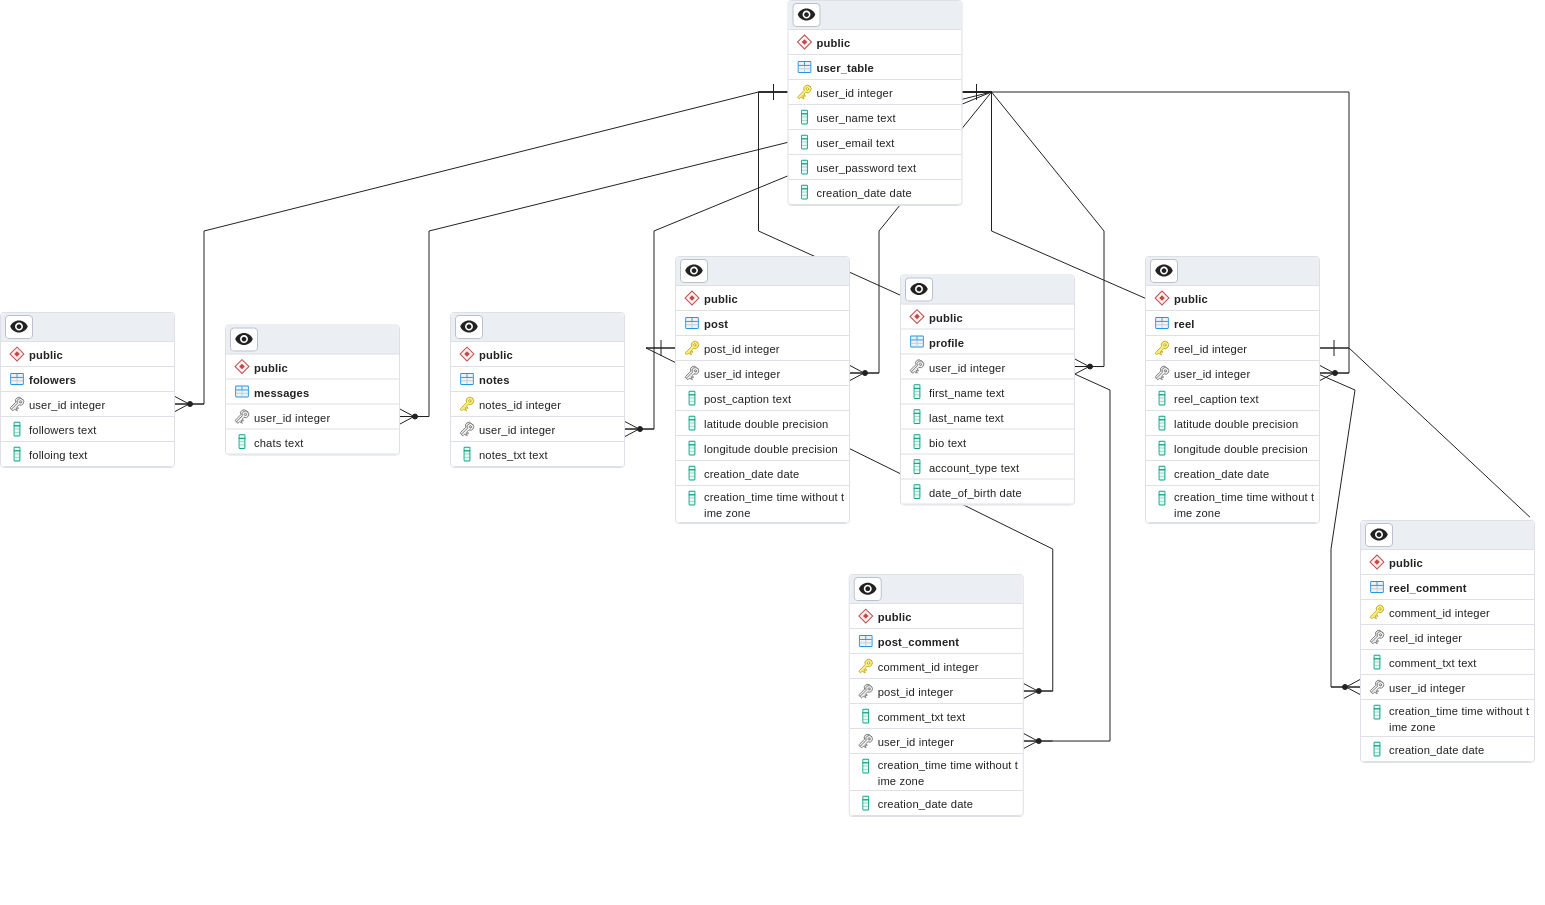 public
user_table
user_id integer
user_name text
user_email text
user_password text
creation_date date
public
folowers
user_id integer
followers text
folloing text
public
messages
user_id integer
chats text
public
notes
notes_id integer
user_id integer
notes_txt text
public
post
post_id integer
user_id integer
post_caption text
latitude double precision
longitude double precision
creation_date date
creation_time time without t
ime zone
public
profile
user_id integer
first_name text
last_name text
bio text
account_type text
date_of_birth date
public
reel
reel_id integer
user_id integer
reel_caption text
latitude double precision
longitude double precision
creation_date date
creation_time time without t
ime zone
public
post_comment
comment_id integer
post_id integer
comment_txt text
user_id integer
creation_time time without t
ime zone
creation_date date
public
reel_comment
comment_id integer
reel_id integer
comment_txt text
user_id integer
creation_time time without t
ime zone
creation_date date